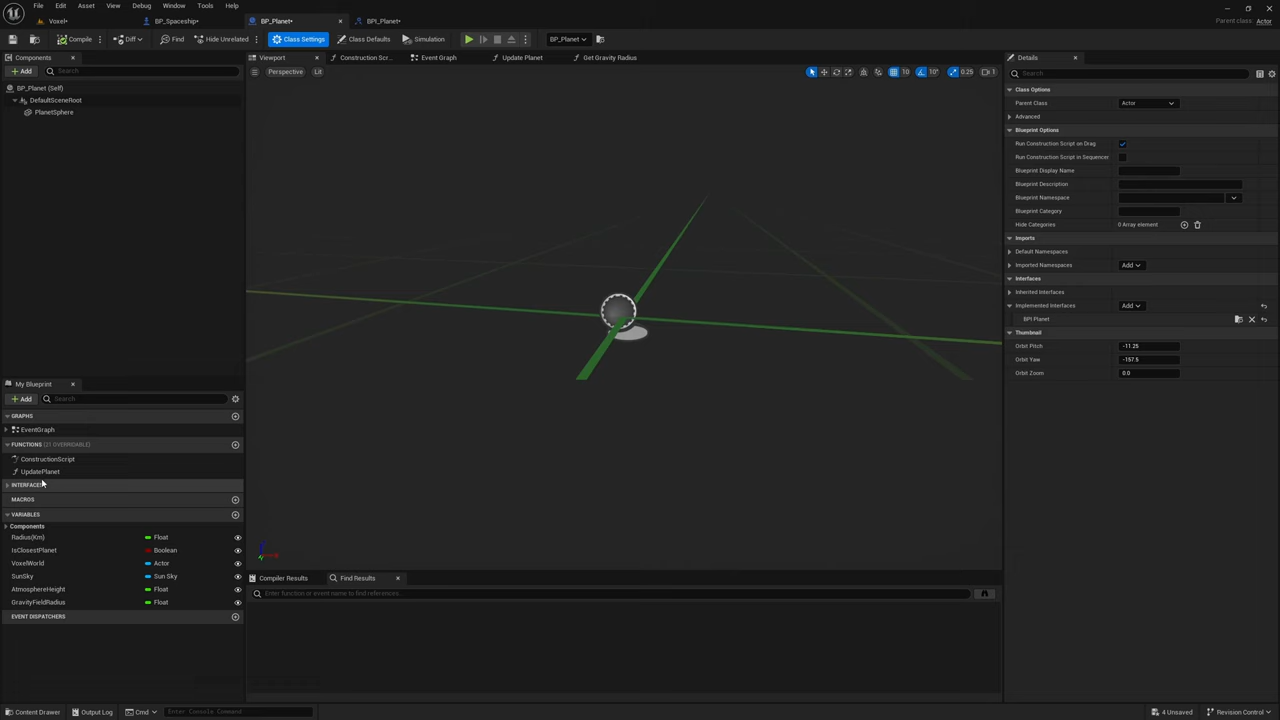 File Edit Asset View Debug Window Tools Help
Voxel•
BP_Spaceship•
BP_Planet•
BPI_Planet•
Parent class: Actor
Compile
Diff
Find
Hide Unrelated
Class Settings
Class Defaults
Simulation
BP_Planet
Components
Add
Search
BP_Planet (Self)
DefaultSceneRoot
PlanetSphere
Viewport
Construction Scr...
Event Graph
Update Planet
Get Gravity Radius
Perspective
Lit
10
10°
0.25
1
Details
Search
Class Options
Parent Class Actor
Advanced
Blueprint Options
Run Construction Script on Drag
Run Construction Script in Sequencer
Blueprint Display Name
Blueprint Description
Blueprint Namespace
Blueprint Category
Hide Categories 0 Array element
Imports
Default Namespaces
Imported Namespaces Add
Interfaces
Inherited Interfaces
Implemented Interfaces Add
BPI Planet
Thumbnail
Orbit Pitch -11.25
Orbit Yaw -157.5
Orbit Zoom 0.0
My Blueprint
Add
Search
GRAPHS
EventGraph
FUNCTIONS (21 OVERRIDABLE)
ConstructionScript
UpdatePlanet
INTERFACES
MACROS
VARIABLES
Components
Radius(Km) Float
IsClosestPlanet Boolean
VoxelWorld Actor
SunSky Sun Sky
AtmosphereHeight Float
GravityFieldRadius Float
EVENT DISPATCHERS
Compiler Results
Find Results
Enter function or event name to find references...
Content Drawer
Output Log
Cmd
Enter Console Command
4 Unsaved
Revision Control